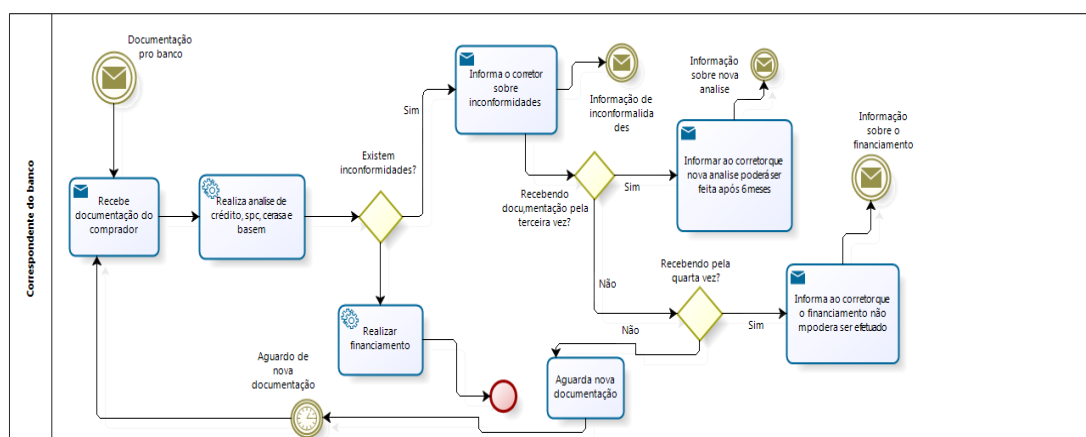 Correspondente do banco
Documentação
pro banco
Recebe
documentação do
comprador
Realiza analise de
crédito, spc, cerasa e
basem
Existem
inconformidades?
Sim
Informa o corretor
sobre
inconformidades
Informação de
inconformalida
des
Recebendo
docu,mentação pela
terceira vez?
Sim
Informar ao corretor que
nova analise poderá ser
feita após 6 meses
Informação
sobre nova
analise
Não
Recebendo pela
quarta vez?
Sim
Informa ao corretor que
o financiamento não
mpodera ser efetuado
Informação
sobre o
financiamento
Não
Aguarda nova
documentação
Aguardo de
nova
documentação
Realizar
financiamento